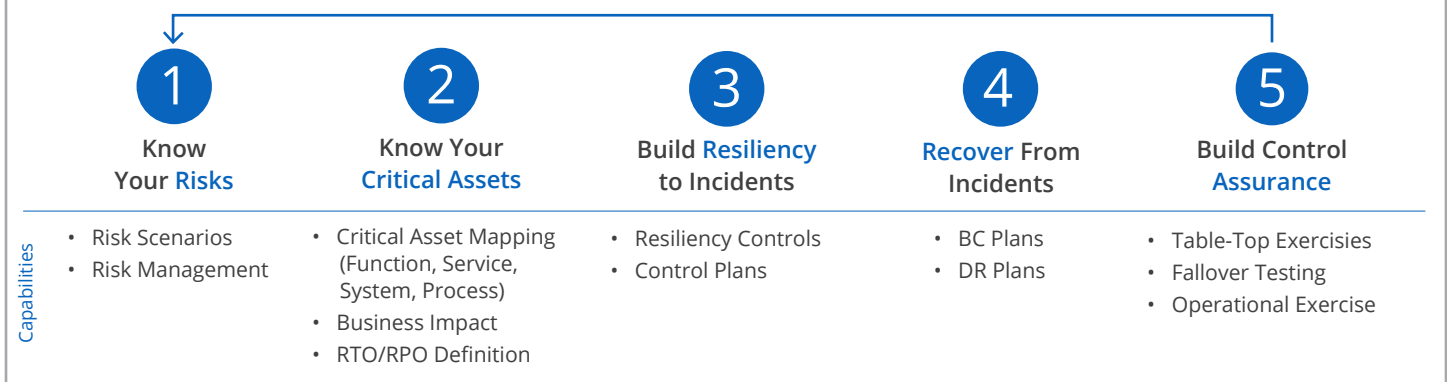 1
Know
Your Risks
2
Know Your
Critical Assets
3
Build Resiliency
to Incidents
4
Recover From
Incidents
5
Build Control
Assurance
Capabilities
• Risk Scenarios
• Risk Management
• Critical Asset Mapping
(Function, Service,
System, Process)
• Business Impact
• RTO/RPO Definition
• Resiliency Controls
• Control Plans
• BC Plans
• DR Plans
• Table-Top Exercisies
• Fallover Testing
• Operational Exercise